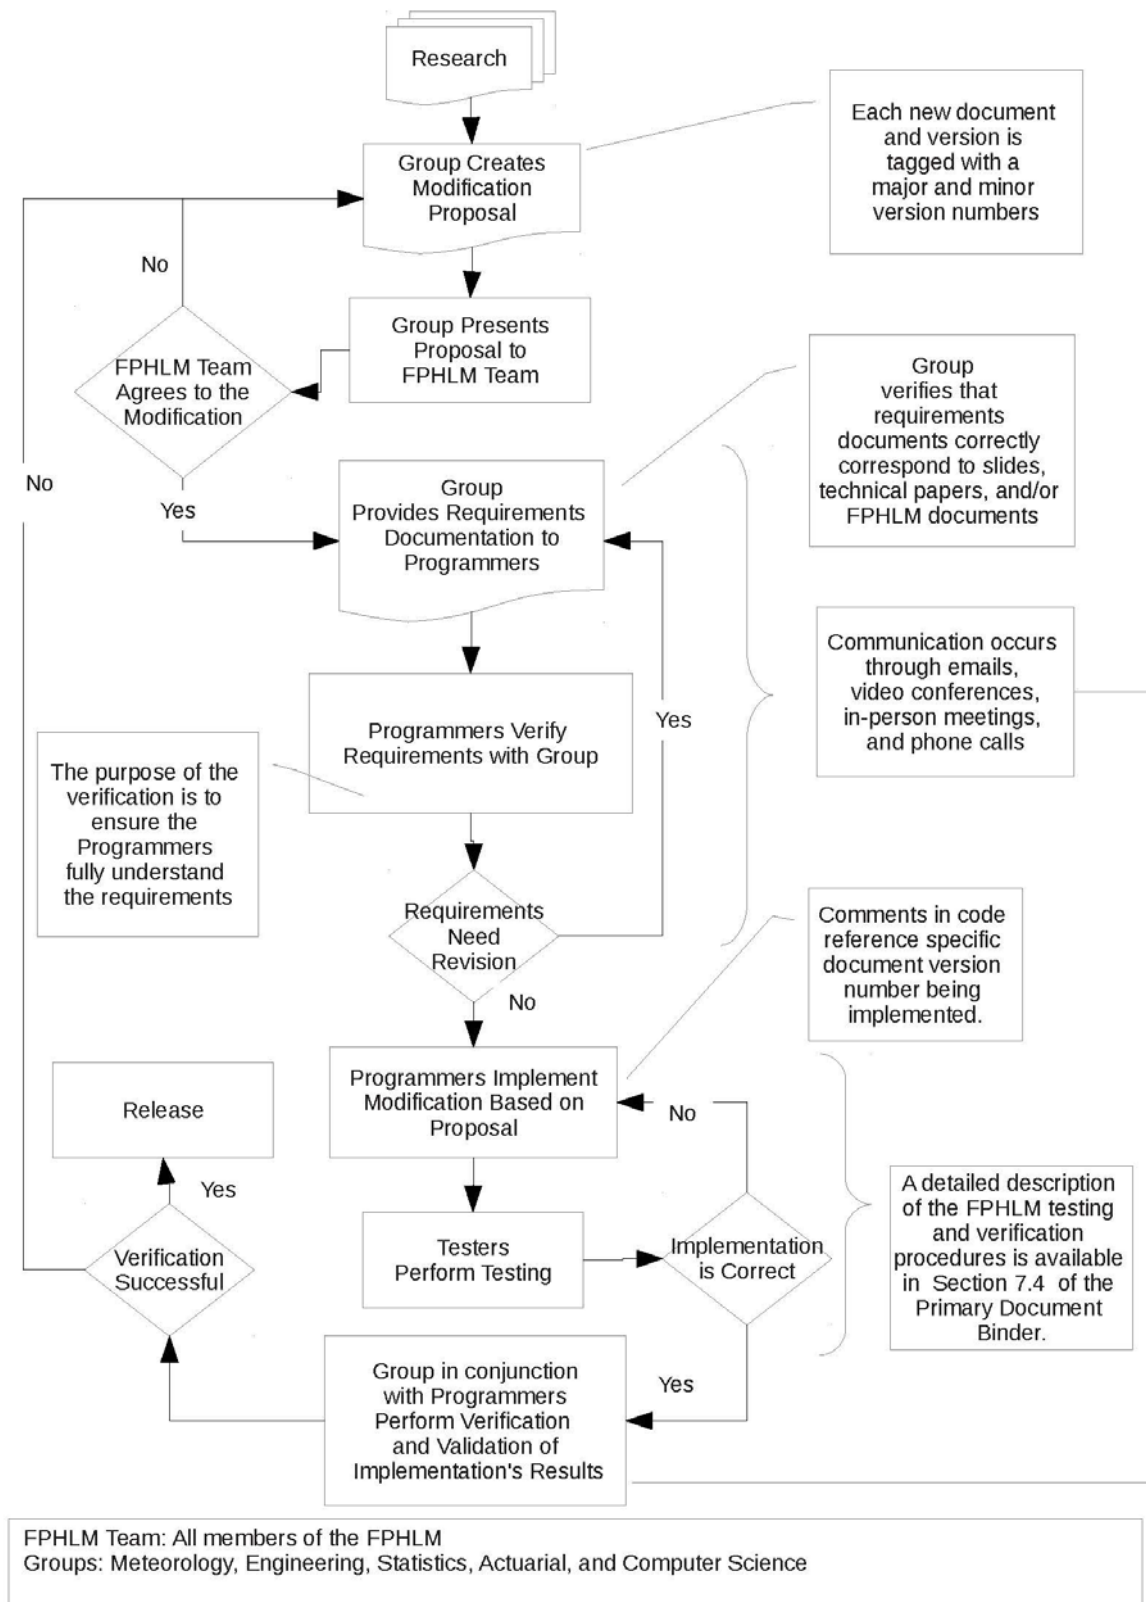 Research
Group Creates
Modification
Proposal
Each new document
and version is
tagged with a
major and minor
version numbers
No
Group Presents
Proposal to
FPHLM Team
FPHLM Team
Agrees to the
Modification
Group
verifies that
requirements
documents correctly
correspond to slides,
technical papers, and/or
FPHLM documents
No
Yes
Group
Provides Requirements
Documentation to
Programmers
Communication occurs
through emails,
video conferences,
in-person meetings,
and phone calls
Programmers Verify
Requirements with Group
Yes
The purpose of the
verification is to
ensure the
Programmers
fully understand
the requirements
Requirements
Need
Revision
Comments in code
reference specific
document version
number being
implemented.
No
Programmers Implement
Modification Based on
Proposal
No
Release
Yes
Testers
Perform Testing
Implementation
is Correct
A detailed description
of the FPHLM testing
and verification
procedures is available
in Section 7.4 of the
Primary Document
Binder.
Verification
Successful
Yes
Group in conjunction
with Programmers
Perform Verification
and Validation of
Implementation's Results
FPHLM Team: All members of the FPHLM
Groups: Meteorology, Engineering, Statistics, Actuarial, and Computer Science